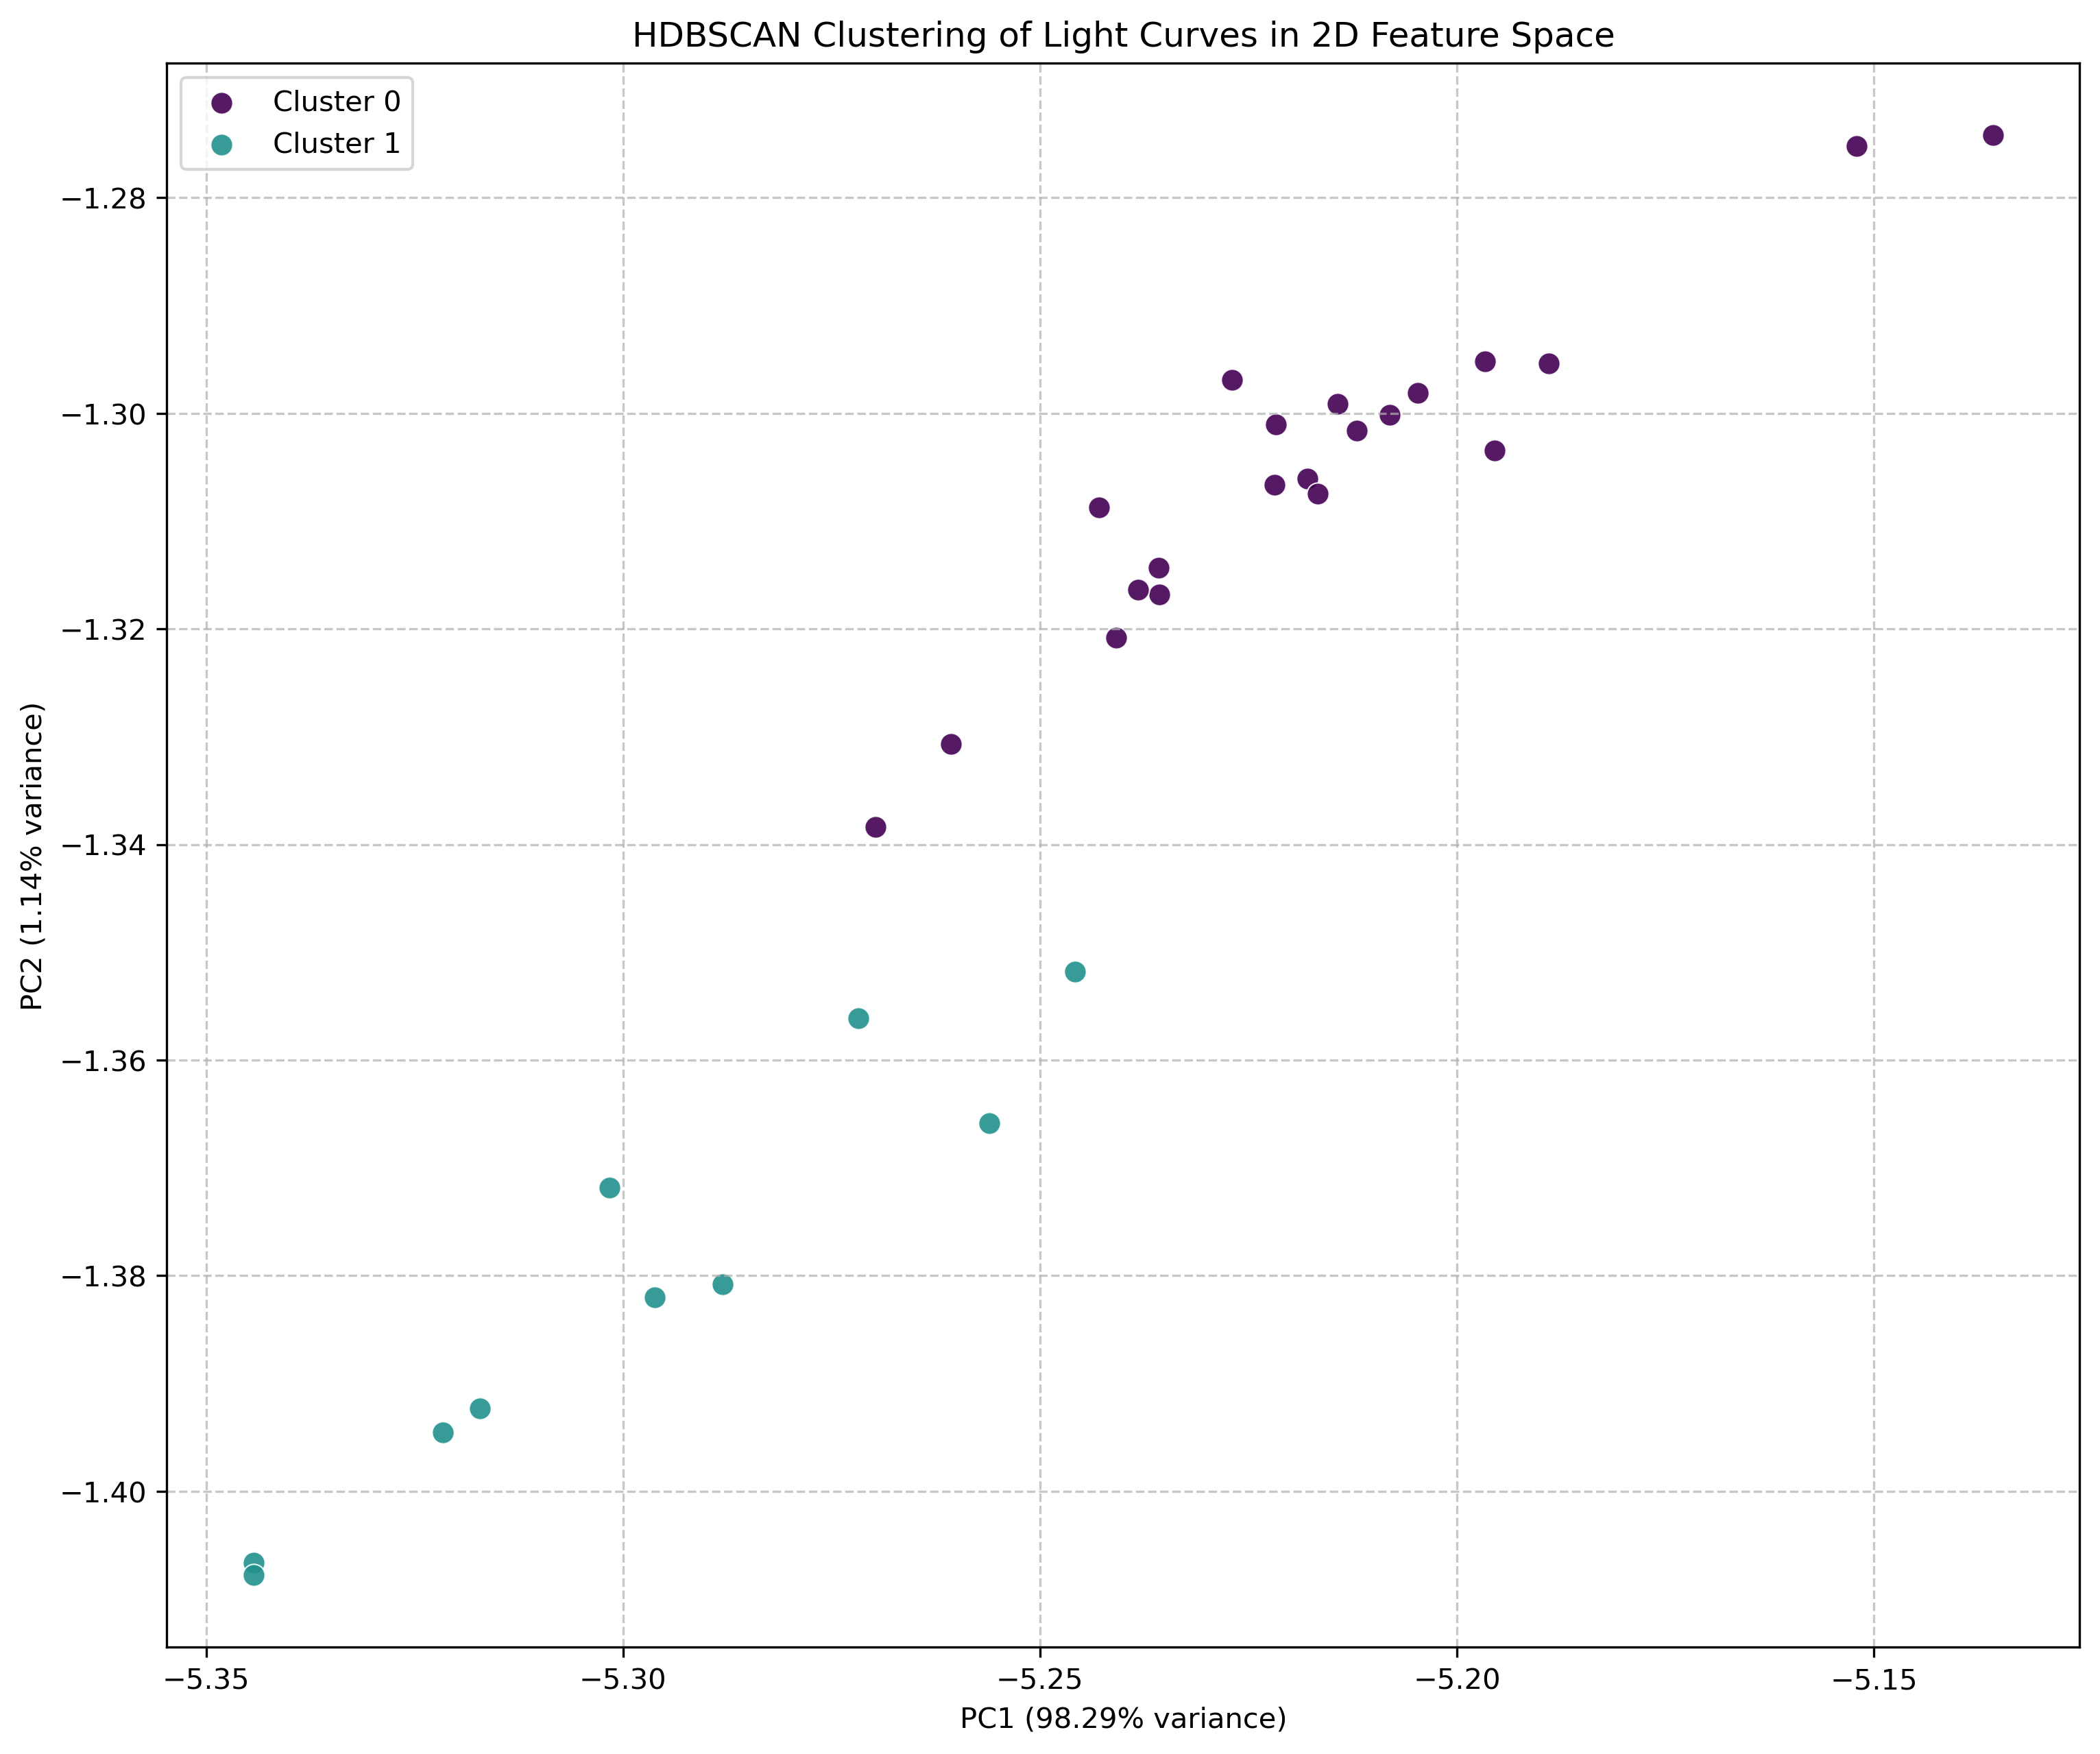 HDBSCAN Clustering of Light Curves in 2D Feature Space
Cluster 0
Cluster 1
−1.28
−1.30
−1.32
−1.34
−1.36
−1.38
−1.40
PC2 (1.14% variance)
−5.35
−5.30
−5.25
−5.20
−5.15
PC1 (98.29% variance)